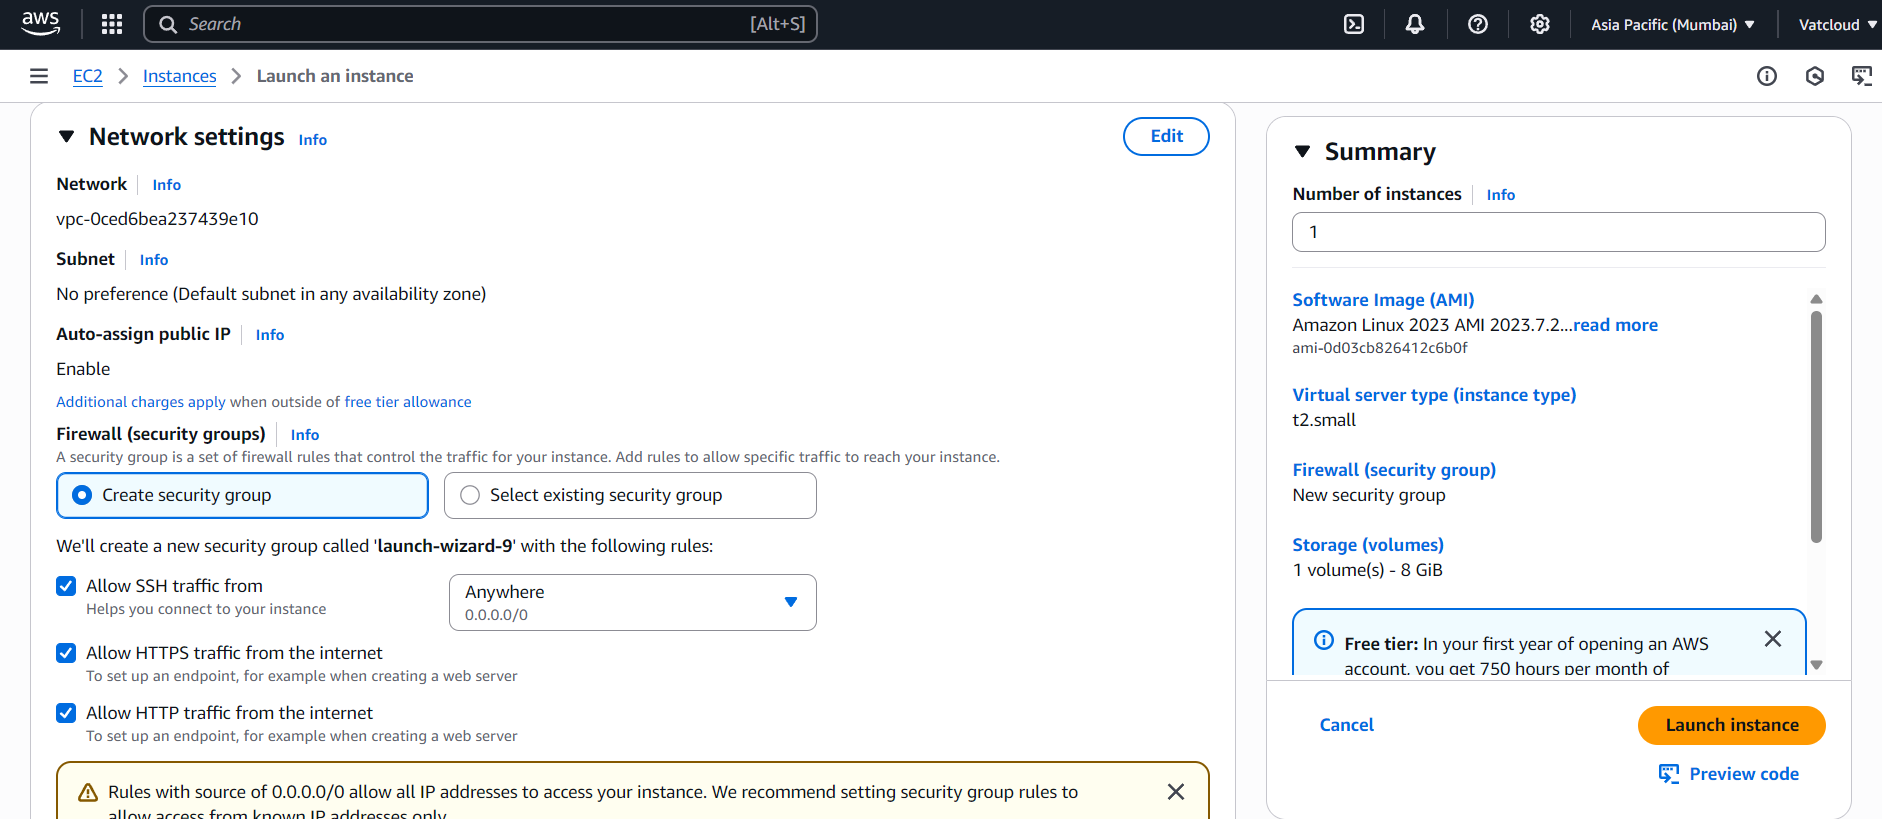 aws
Search
[Alt+S]
Asia Pacific (Mumbai)
Vatcloud
EC2
Instances
Launch an instance
Network settings Info
Edit
Network Info
vpc-0ced6bea237439e10
Subnet Info
No preference (Default subnet in any availability zone)
Auto-assign public IP Info
Enable
Additional charges apply when outside of free tier allowance
Firewall (security groups) Info
A security group is a set of firewall rules that control the traffic for your instance. Add rules to allow specific traffic to reach your instance.
Create security group
Select existing security group
We'll create a new security group called 'launch-wizard-9' with the following rules:
Allow SSH traffic from
Helps you connect to your instance
Anywhere
0.0.0.0/0
Allow HTTPS traffic from the internet
To set up an endpoint, for example when creating a web server
Allow HTTP traffic from the internet
To set up an endpoint, for example when creating a web server
Rules with source of 0.0.0.0/0 allow all IP addresses to access your instance. We recommend setting security group rules to
allow access from known IP addresses only.
Summary
Number of instances Info
1
Software Image (AMI)
Amazon Linux 2023 AMI 2023.7.2...read more
ami-0d03cb826412c6b0f
Virtual server type (instance type)
t2.small
Firewall (security group)
New security group
Storage (volumes)
1 volume(s) - 8 GiB
Free tier: In your first year of opening an AWS
account, you get 750 hours per month of
Cancel
Launch instance
Preview code